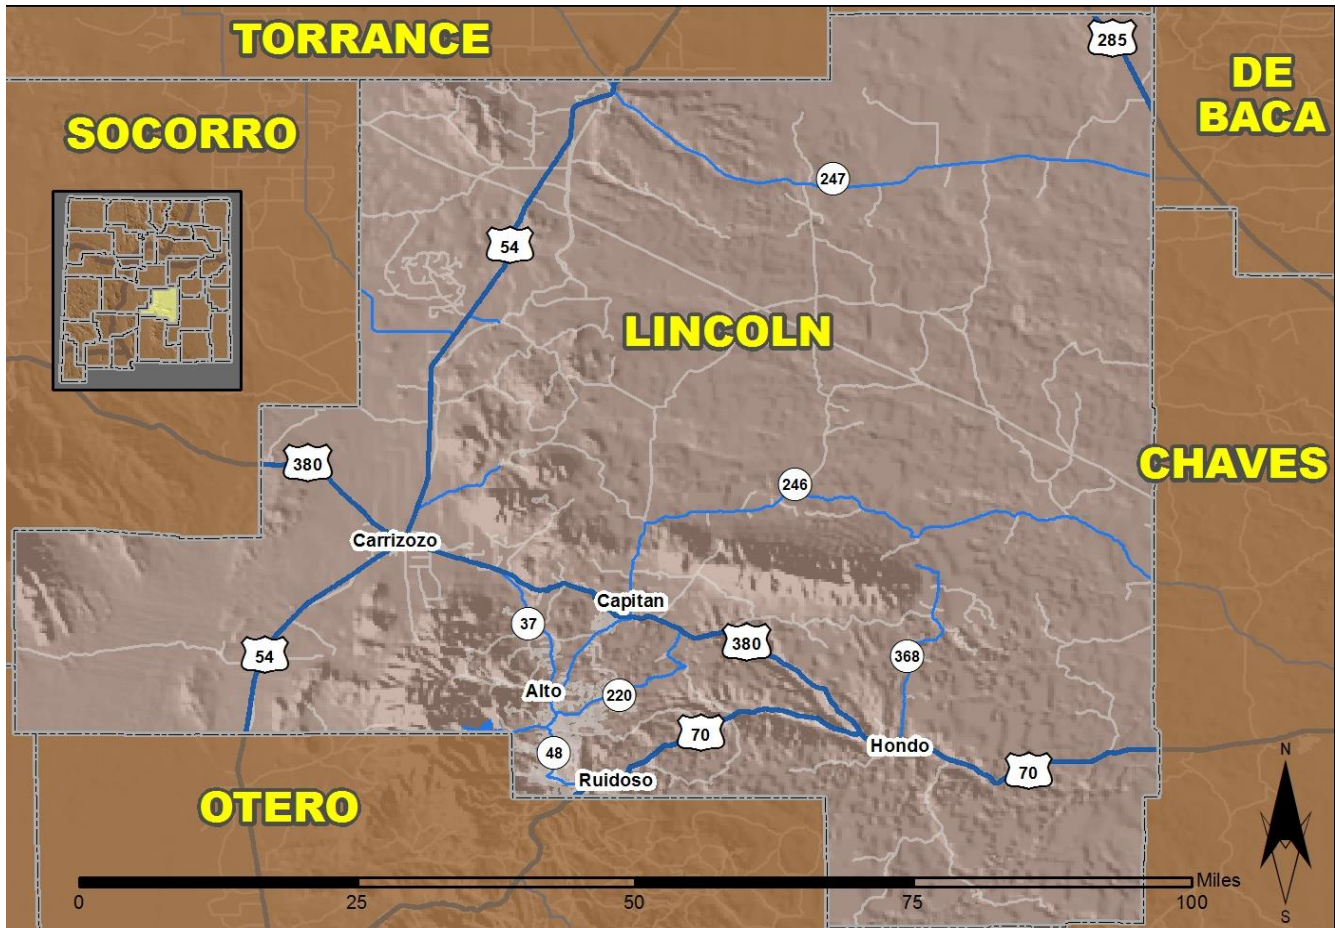 TORRANCE
285
DE
BACA
SOCORRO
247
54
LINCOLN
380
246
CHAVES
Carrizozo
Capitan
37
380
54
368
Alto
220
70
Hondo
48
70
Ruidoso
OTERO
N
S
Miles
0 25 50 75 100